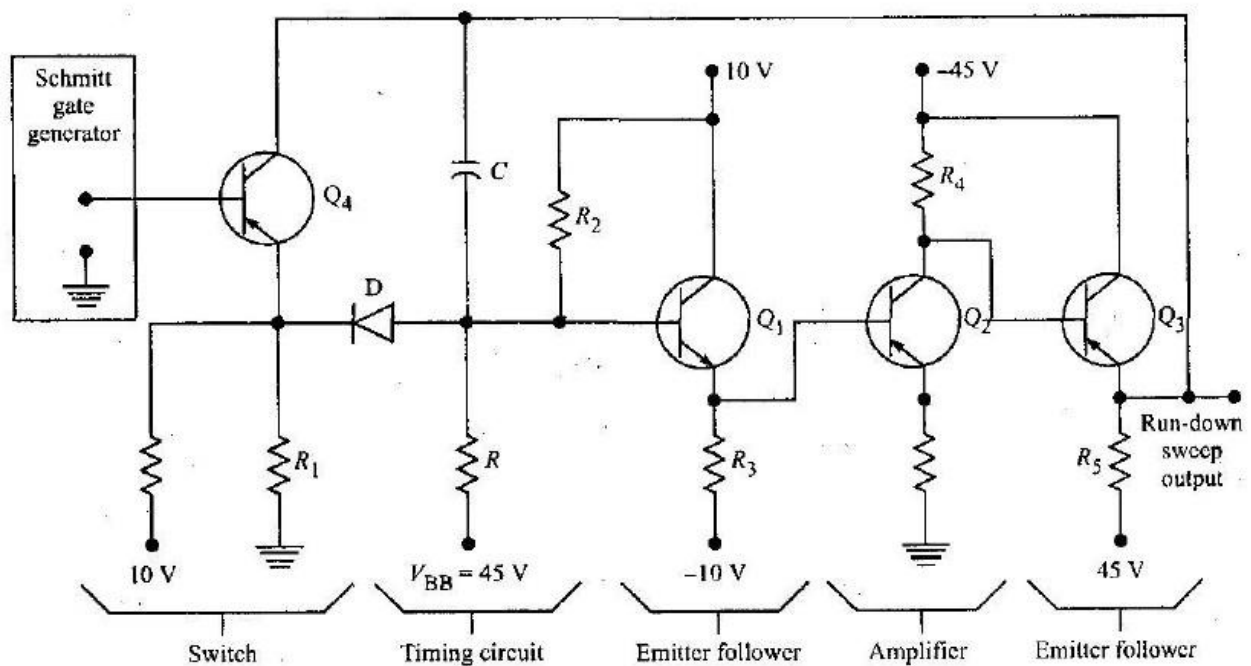 10 V
–45 V
Schmitt
gate
generator
Q4
C
R2
R4
D
Q1
Q2
Q3
R1
R
R3
R5
Run-down
sweep
output
10 V
VBB = 45 V
–10 V
45 V
Switch
Timing circuit
Emitter follower
Amplifier
Emitter follower